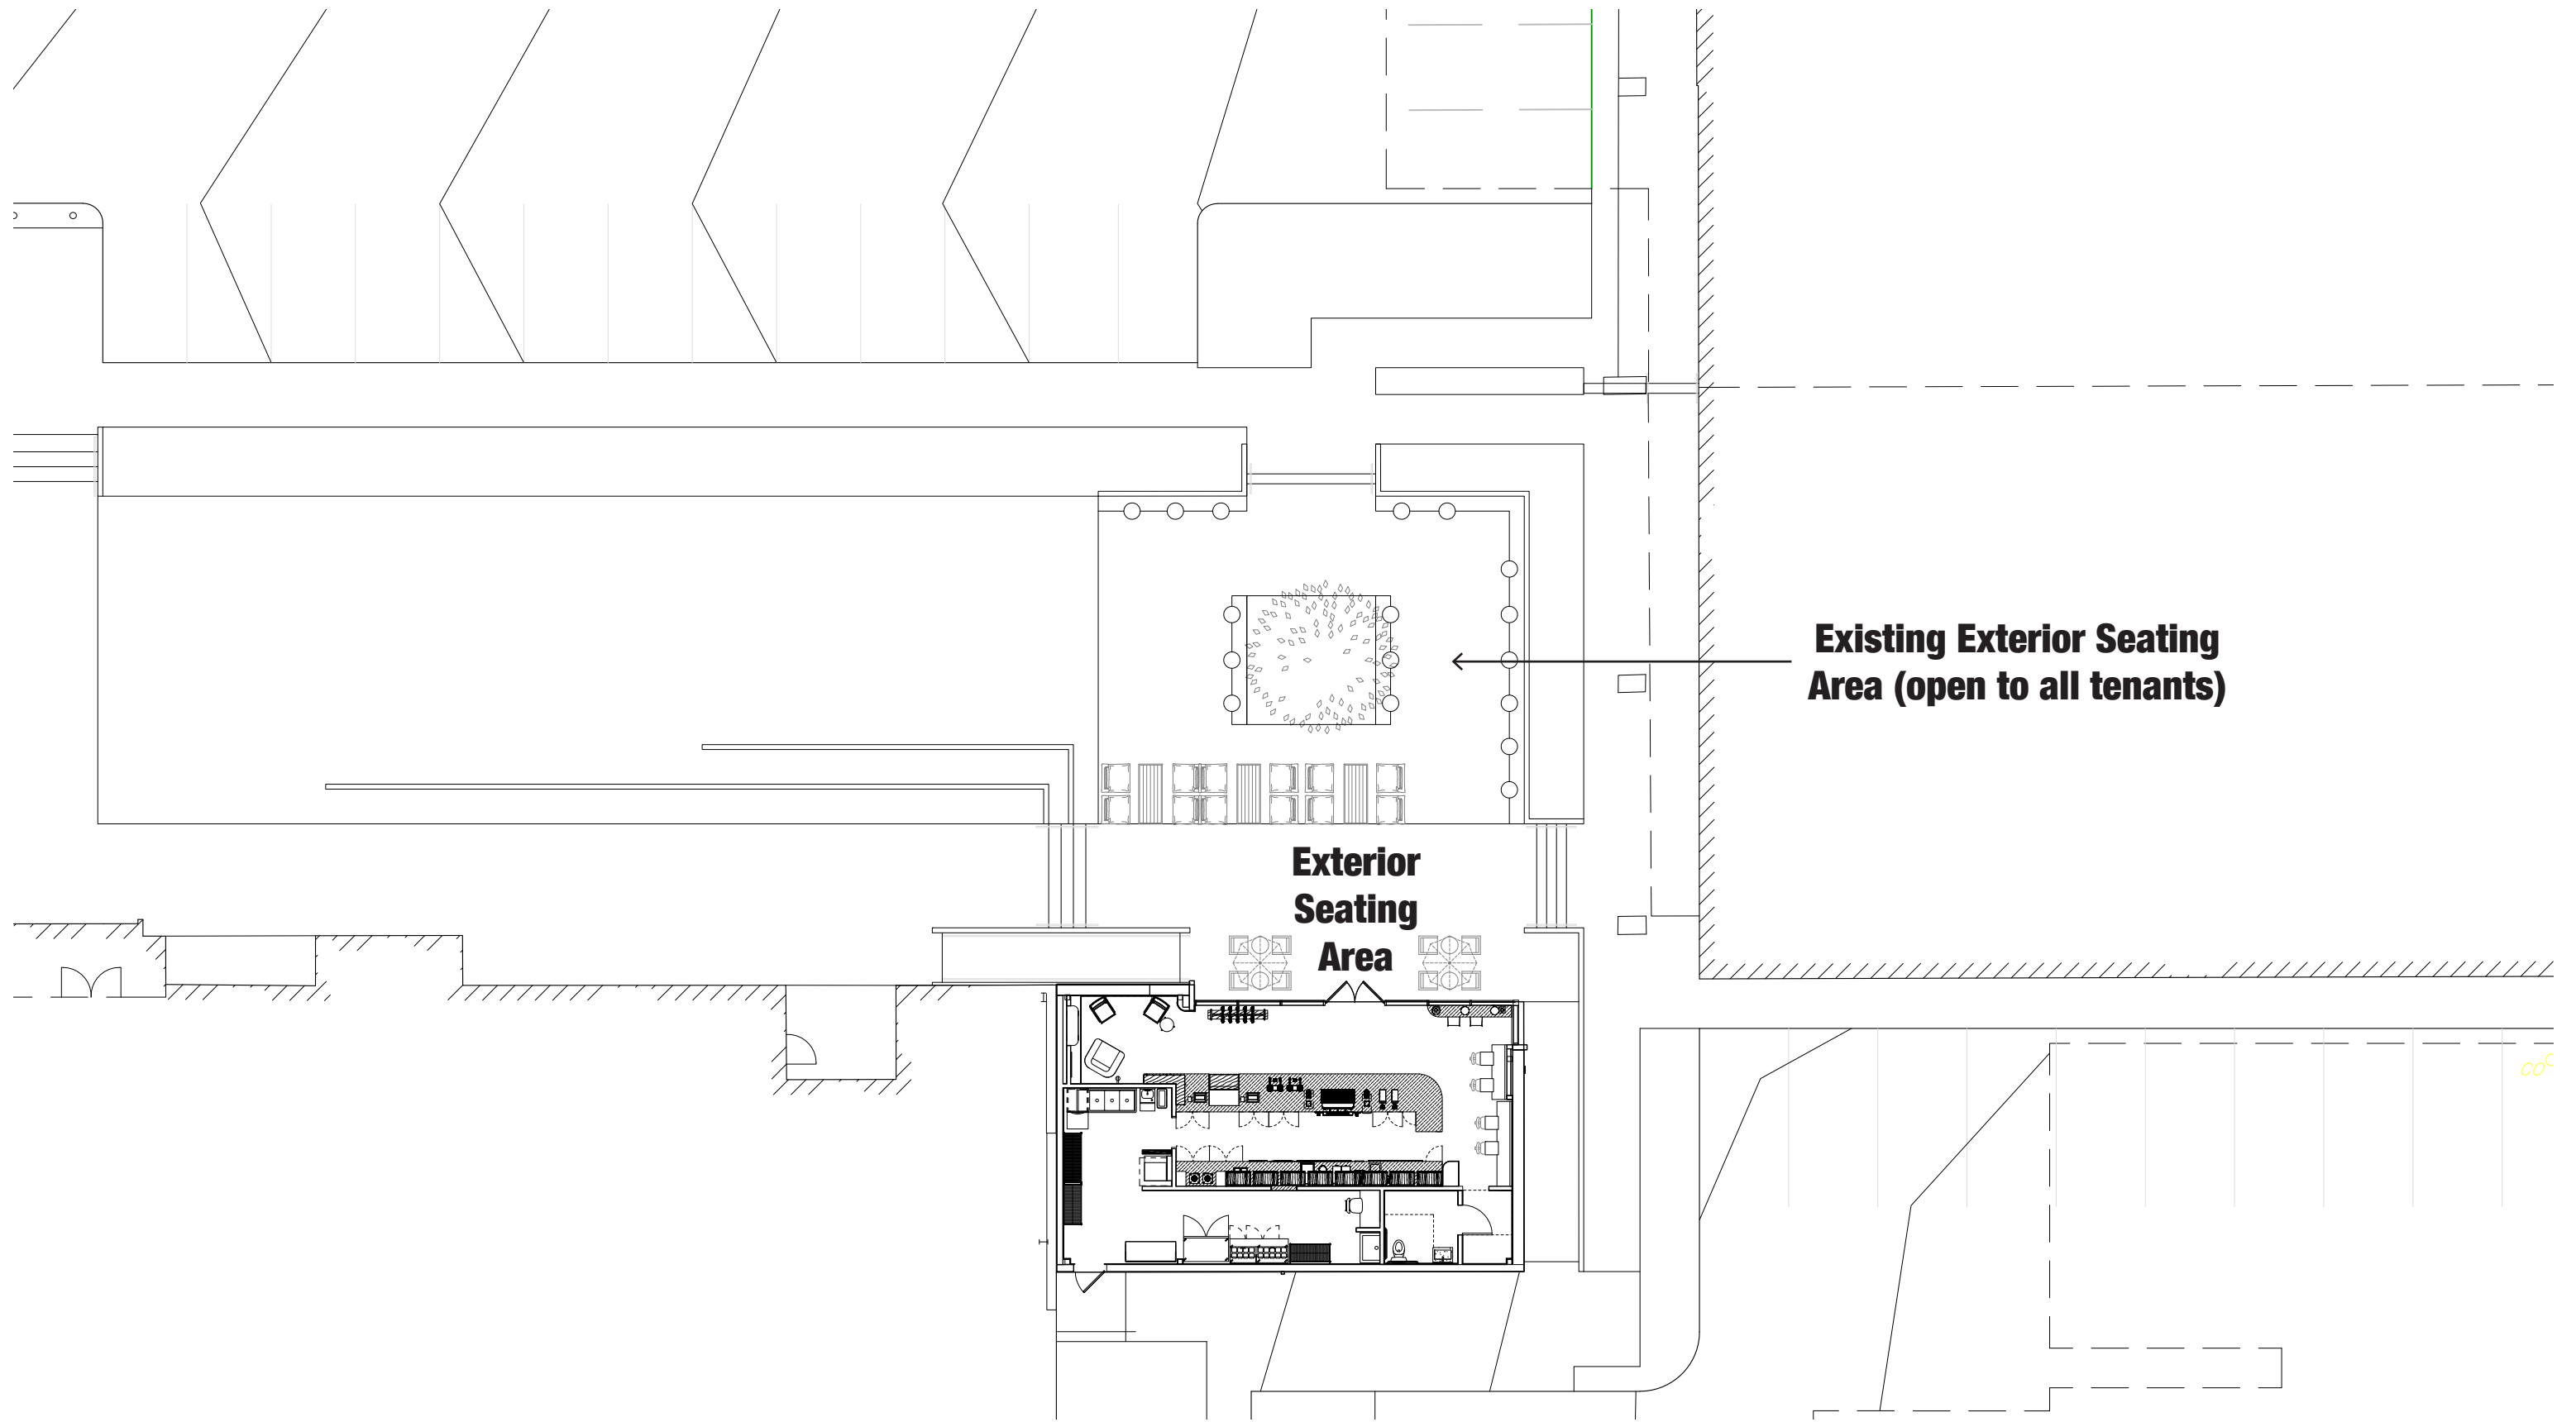 Existing Exterior Seating
Area (open to all tenants)
Exterior
Seating
Area